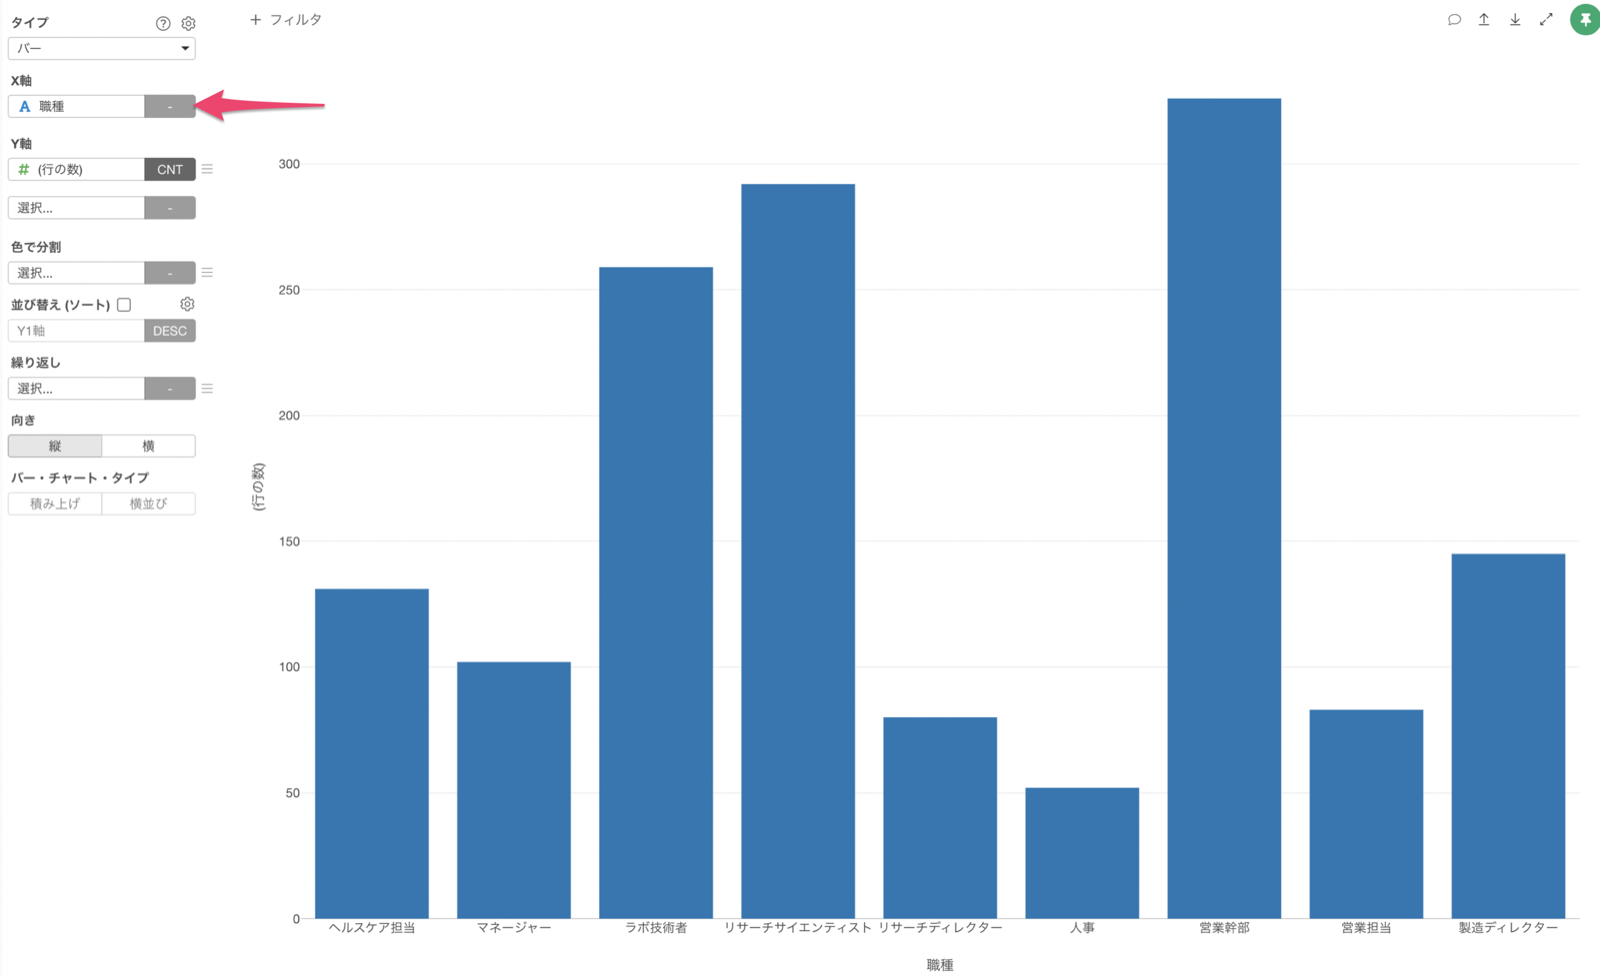 タイプ
バー
X軸
A 職種 -
Y軸
# (行の数) CNT
選択... -
色で分割
選択... -
並び替え (ソート)
Y1軸 DESC
繰り返し
選択... -
向き
縦 横
バー・チャート・タイプ
積み上げ 横並び
+ フィルタ
300
250
200
150
100
50
0
(行の数)
ヘルスケア担当 マネージャー ラボ技術者 リサーチサイエンティスト リサーチディレクター 人事 営業幹部 営業担当 製造ディレクター
職種